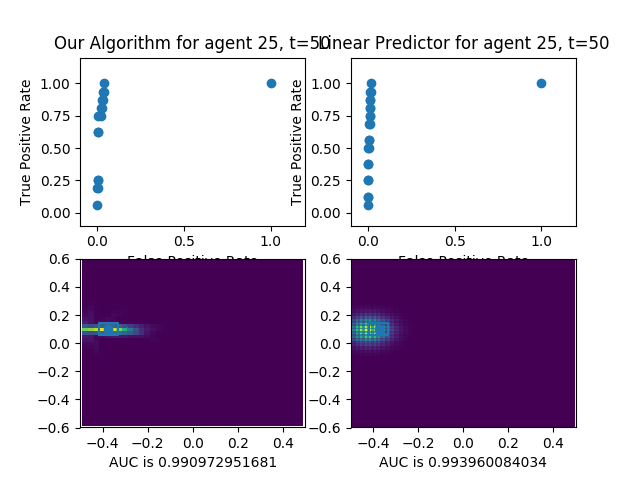 Our Algorithm for agent 25, t=50
Linear Predictor for agent 25, t=50
True Positive Rate
1.00
0.75
0.50
0.25
0.00
0.0 0.5 1.0
False Positive Rate
True Positive Rate
1.00
0.75
0.50
0.25
0.00
0.0 0.5 1.0
False Positive Rate
0.6
0.4
0.2
0.0
−0.2
−0.4
−0.6
−0.4 −0.2 0.0 0.2 0.4
AUC is 0.990972951681
0.6
0.4
0.2
0.0
−0.2
−0.4
−0.6
−0.4 −0.2 0.0 0.2 0.4
AUC is 0.993960084034